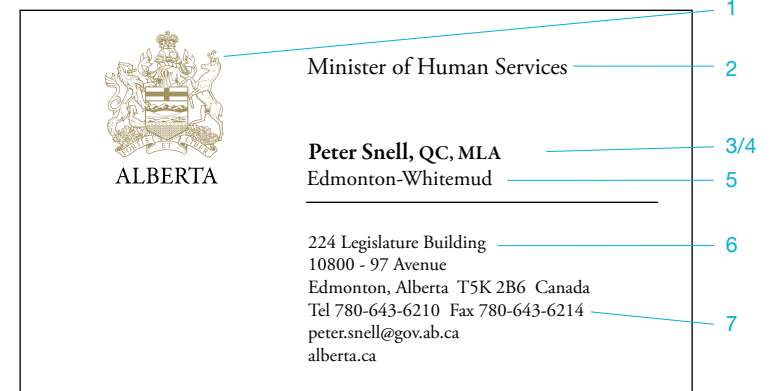 1
Minister of Human Services 2
Peter Snell, QC, MLA 3/4
ALBERTA
Edmonton-Whitemud 5
224 Legislature Building 6
10800 - 97 Avenue
Edmonton, Alberta T5K 2B6 Canada
Tel 780-643-6210 Fax 780-643-6214
7
peter.snell@gov.ab.ca
alberta.ca